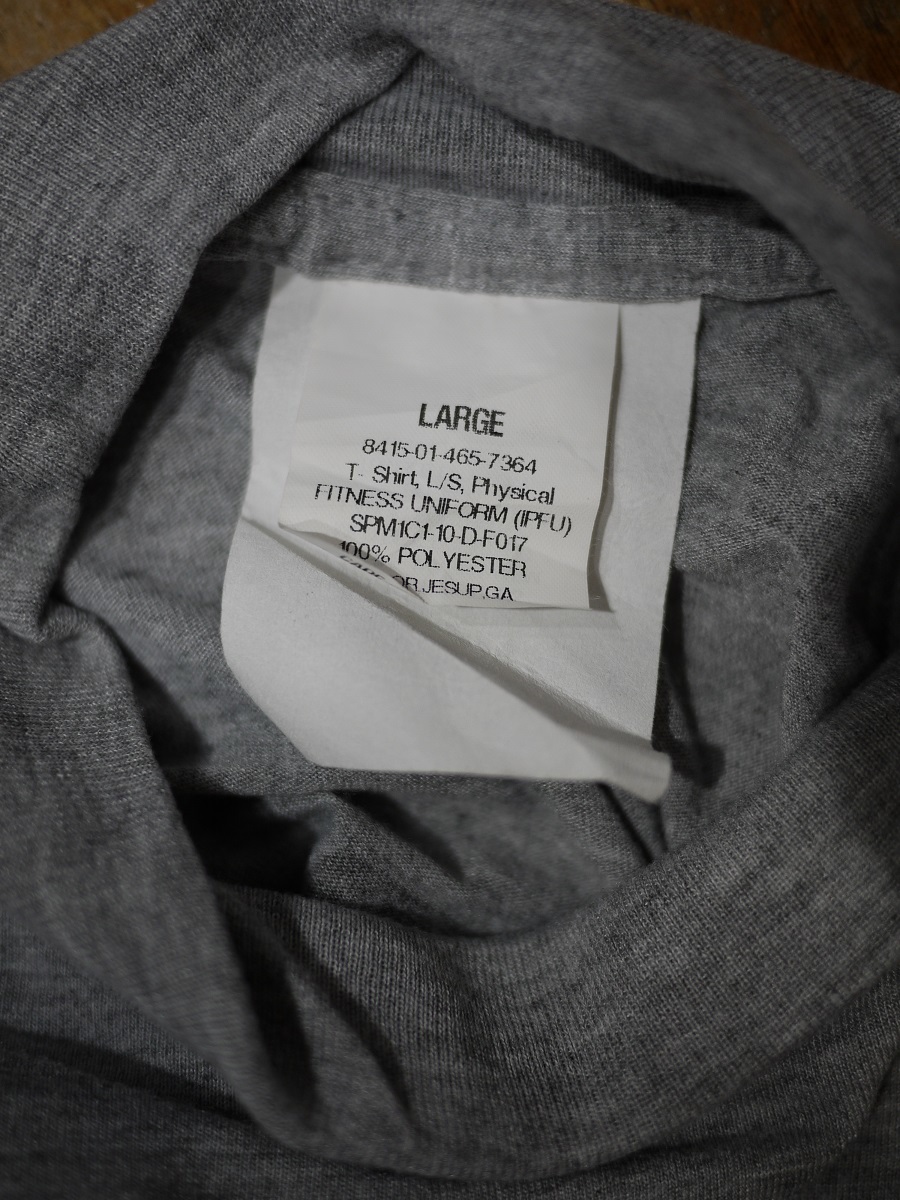 LARGE
8415-01-465-7364
T- Shirt, L/S, Physical
FITNESS UNIFORM (IPFU)
SPM1C1-10-D-F017
100% POLYESTER
JESUP,GA